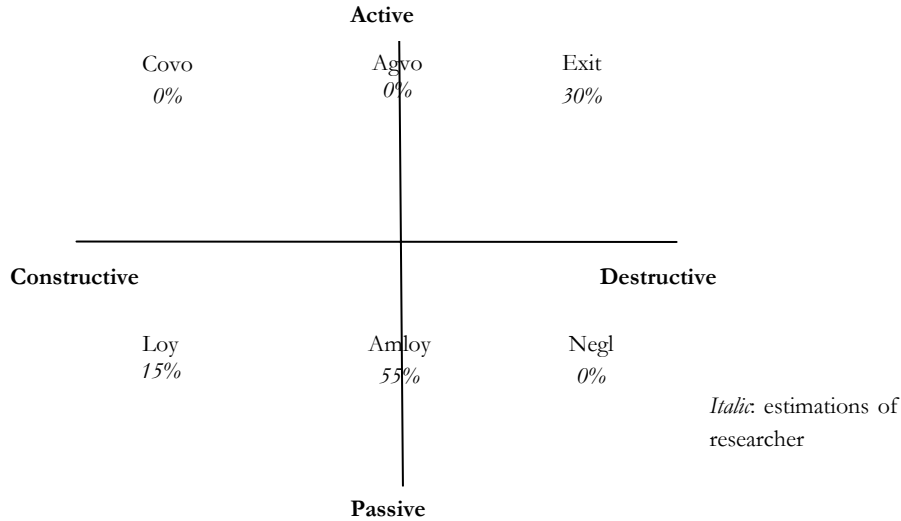 Active
Covo Agvo Exit
0% 0% 30%
Constructive Destructive
Loy Amloy Negl
15% 55% 0%
Italic: estimations of
researcher
Passive